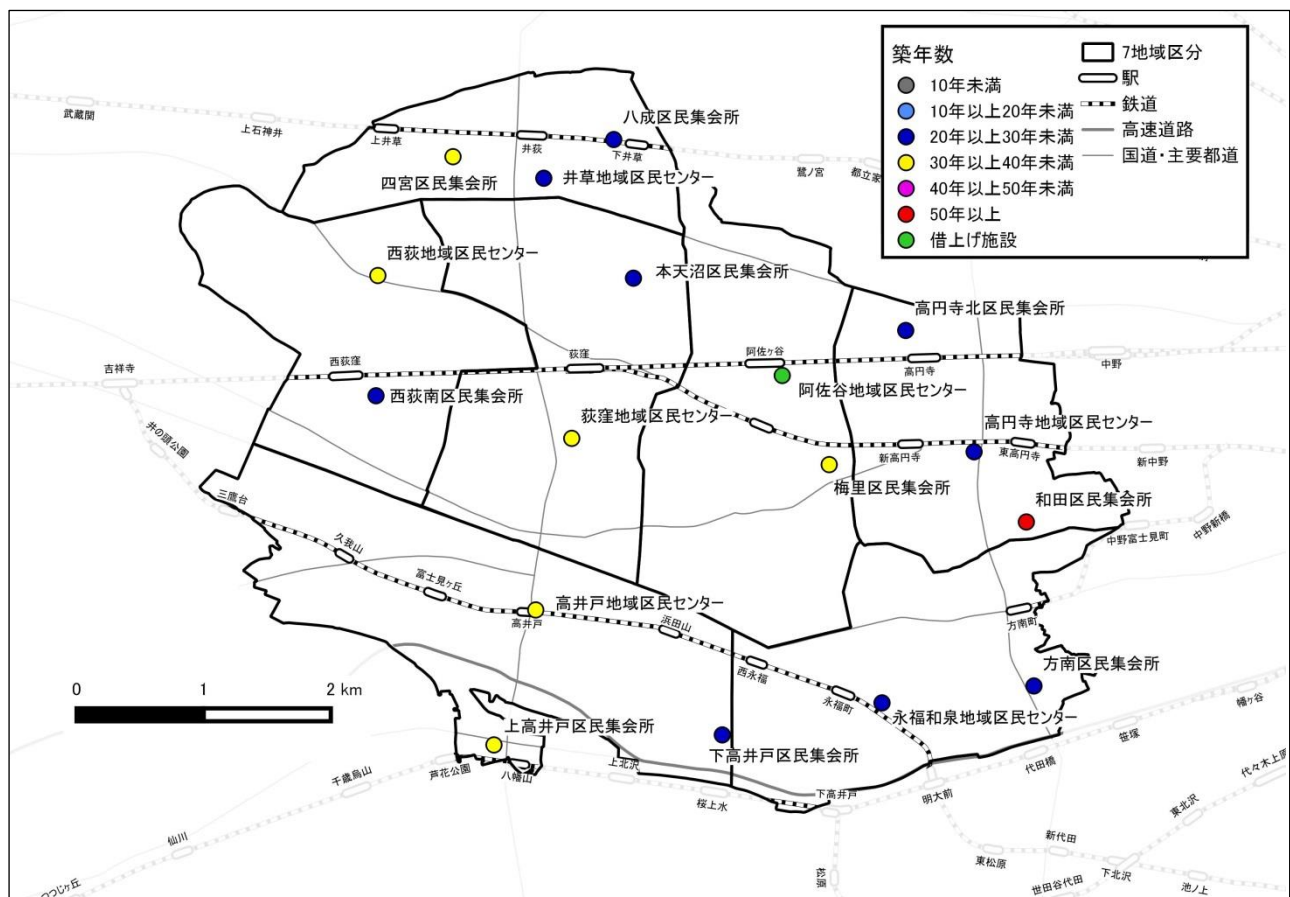 築年数
10年未満
10年以上20年未満
20年以上30年未満
30年以上40年未満
40年以上50年未満
50年以上
借上げ施設
7地域区分
駅
鉄道
高速道路
国道・主要都道
武蔵関
上石神井
上井草
井荻
下井草
鷺ノ宮
都立家
八成区民集会所
四宮区民集会所
井草地域区民センター
西荻地域区民センター
本天沼区民集会所
高円寺北区民集会所
吉祥寺
西荻窪
荻窪
阿佐ヶ谷
高円寺
中野
西荻南区民集会所
阿佐谷地域区民センター
荻窪地域区民センター
高円寺地域区民センター
井の頭公園
新高円寺
東高円寺
新中野
梅里区民集会所
和田区民集会所
三鷹台
久我山
中野富士見町
中野新橋
富士見ヶ丘
高井戸地域区民センター
高井戸
浜田山
方南町
西永福
永福町
方南区民集会所
0 1 2 km
永福和泉地域区民センター
上高井戸区民集会所
下高井戸区民集会所
幡ヶ谷
笹塚
代田橋
代々木上原
千歳烏山
芦花公園
八幡山
上北沢
桜上水
下高井戸
明大前
東北沢
仙川
新代田
東松原
下北沢
池ノ上
松原
世田谷代田
つつじヶ丘